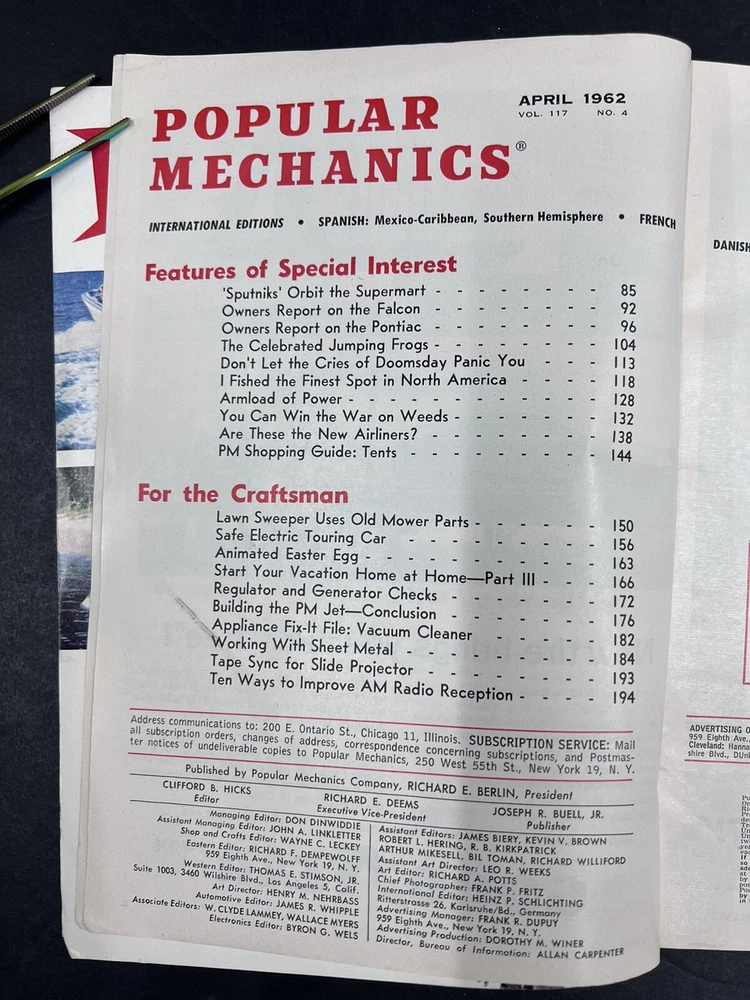 POPULAR
MECHANICS®
APRIL 1962
VOL. 117 NO. 4
INTERNATIONAL EDITIONS • SPANISH: Mexico-Caribbean, Southern Hemisphere • FRENCH
Features of Special Interest
'Sputniks' Orbit the Supermart - - - - - - - - 85
Owners Report on the Falcon - - - - - - - - 92
Owners Report on the Pontiac - - - - - - - - 96
The Celebrated Jumping Frogs - - - - - - - - 104
Don't Let the Cries of Doomsday Panic You - - - - 113
I Fished the Finest Spot in North America - - - - 118
Armload of Power - - - - - - - - - - - 128
You Can Win the War on Weeds - - - - - - - 132
Are These the New Airliners? - - - - - - - - 138
PM Shopping Guide: Tents - - - - - - - - - 144
For the Craftsman
Lawn Sweeper Uses Old Mower Parts - - - - - - 150
Safe Electric Touring Car - - - - - - - - - 156
Animated Easter Egg - - - - - - - - - - 163
Start Your Vacation Home at Home—Part III - - - - 166
Regulator and Generator Checks - - - - - - - 172
Building the PM Jet—Conclusion - - - - - - - 176
Appliance Fix-It File: Vacuum Cleaner - - - - - - 182
Working With Sheet Metal - - - - - - - - - 184
Tape Sync for Slide Projector - - - - - - - - 193
Ten Ways to Improve AM Radio Reception - - - - - 194
Address communications to: 200 E. Ontario St., Chicago 11, Illinois. SUBSCRIPTION SERVICE: Mail
all subscription orders, changes of address, correspondence concerning subscriptions, and Postmas-
ter notices of undeliverable copies to Popular Mechanics, 250 West 55th St., New York 19, N. Y.
Published by Popular Mechanics Company, RICHARD E. BERLIN, President
CLIFFORD B. HICKS
Editor
RICHARD E. DEEMS
Executive Vice-President
JOSEPH R. BUELL, JR.
Publisher
Managing Editor: DON DINWIDDIE
Assistant Managing Editor: JOHN A. LINKLETTER
Shop and Crafts Editor: WAYNE C. LECKEY
Eastern Editor: RICHARD F. DEMPEWOLFF
959 Eighth Ave., New York 19, N. Y.
Western Editor: THOMAS E. STIMSON, JR.
Suite 1003, 3460 Wilshire Blvd., Los Angeles 5, Calif.
Art Director: HENRY M. NEHRBASS
Automotive Editor: JAMES R. WHIPPLE
Associate Editors: W. CLYDE LAMMEY, WALLACE MYERS
Electronics Editor: BYRON G. WELS
Assistant Editors: JAMES BIERY, KEVIN V. BROWN
ROBERT L. HERING, R. B. KIRKPATRICK
ARTHUR MIKESELL, BIL TOMAN, RICHARD WILLIFORD
Assistant Art Director: LEO R. WEEKS
Art Editor: RICHARD A. POTTS
Chief Photographer: FRANK P. FRITZ
International Editor: HEINZ P. SCHLICHTING
Ritterstrasse 26, Karlsruhe/Bd., Germany
Advertising Manager: FRANK R. DUPUY
959 Eighth Ave., New York 19, N. Y.
Advertising Production: DOROTHY M. WINER
Director, Bureau of Information: ALLAN CARPENTER
DANISH
ADVERTISING O
959 Eighth Ave.,
Cleveland: Hanna
shire Blvd., DUn